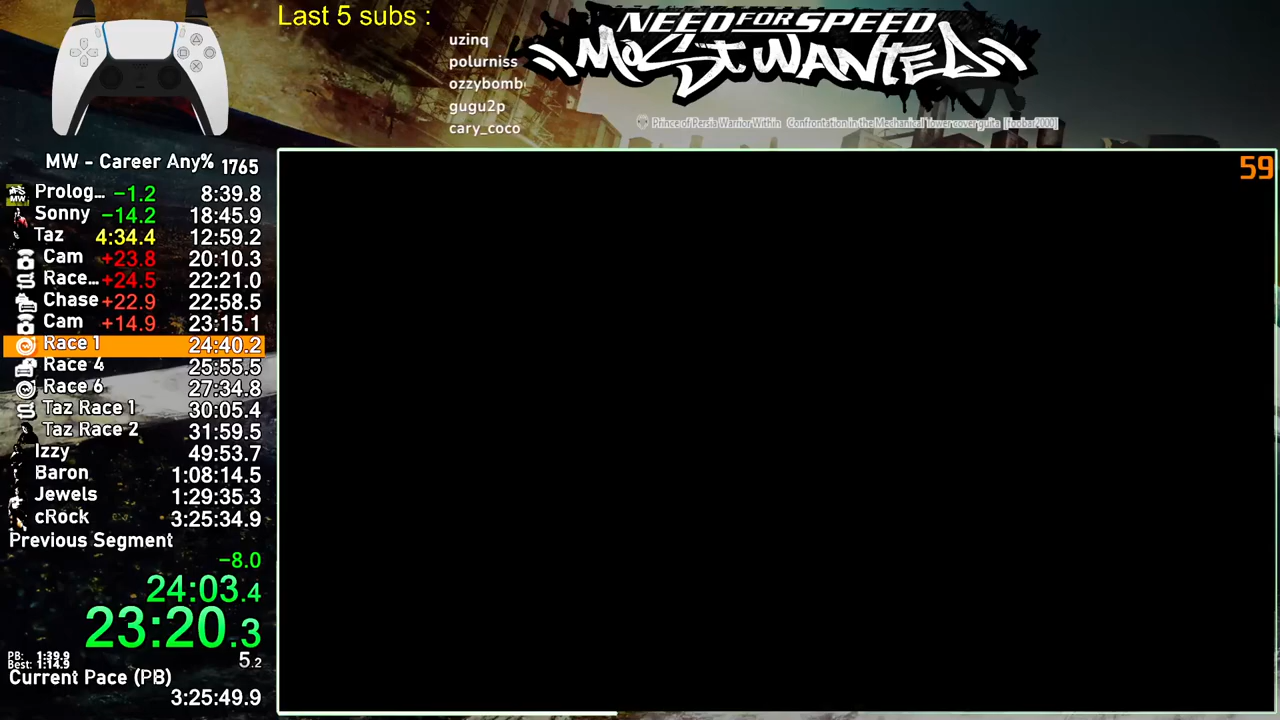 Last 5 subs :
uzinq
polurniss
ozzybomb
gugu2p
cary_coco
NEED FOR SPEED
MOST WANTED
Prince of Persia Warrior Within Confrontation in the Mechanical Tower cover guita [foobar2000]
59
MW - Career Any% 1765
Prolog... −1.2 8:39.8
Sonny −14.2 18:45.9
Taz 4:34.4 12:59.2
Cam +23.8 20:10.3
Race... +24.5 22:21.0
Chase +22.9 22:58.5
Cam +14.9 23:15.1
Race 1 24:40.2
Race 4 25:55.5
Race 6 27:34.8
Taz Race 1 30:05.4
Taz Race 2 31:59.5
Izzy 49:53.7
Baron 1:08:14.5
Jewels 1:29:35.3
cRock 3:25:34.9
Previous Segment
−8.0
24:03.4
23:20.3
PB: 1:39.9
Best: 1:14.9
5.2
Current Pace (PB)
3:25:49.9